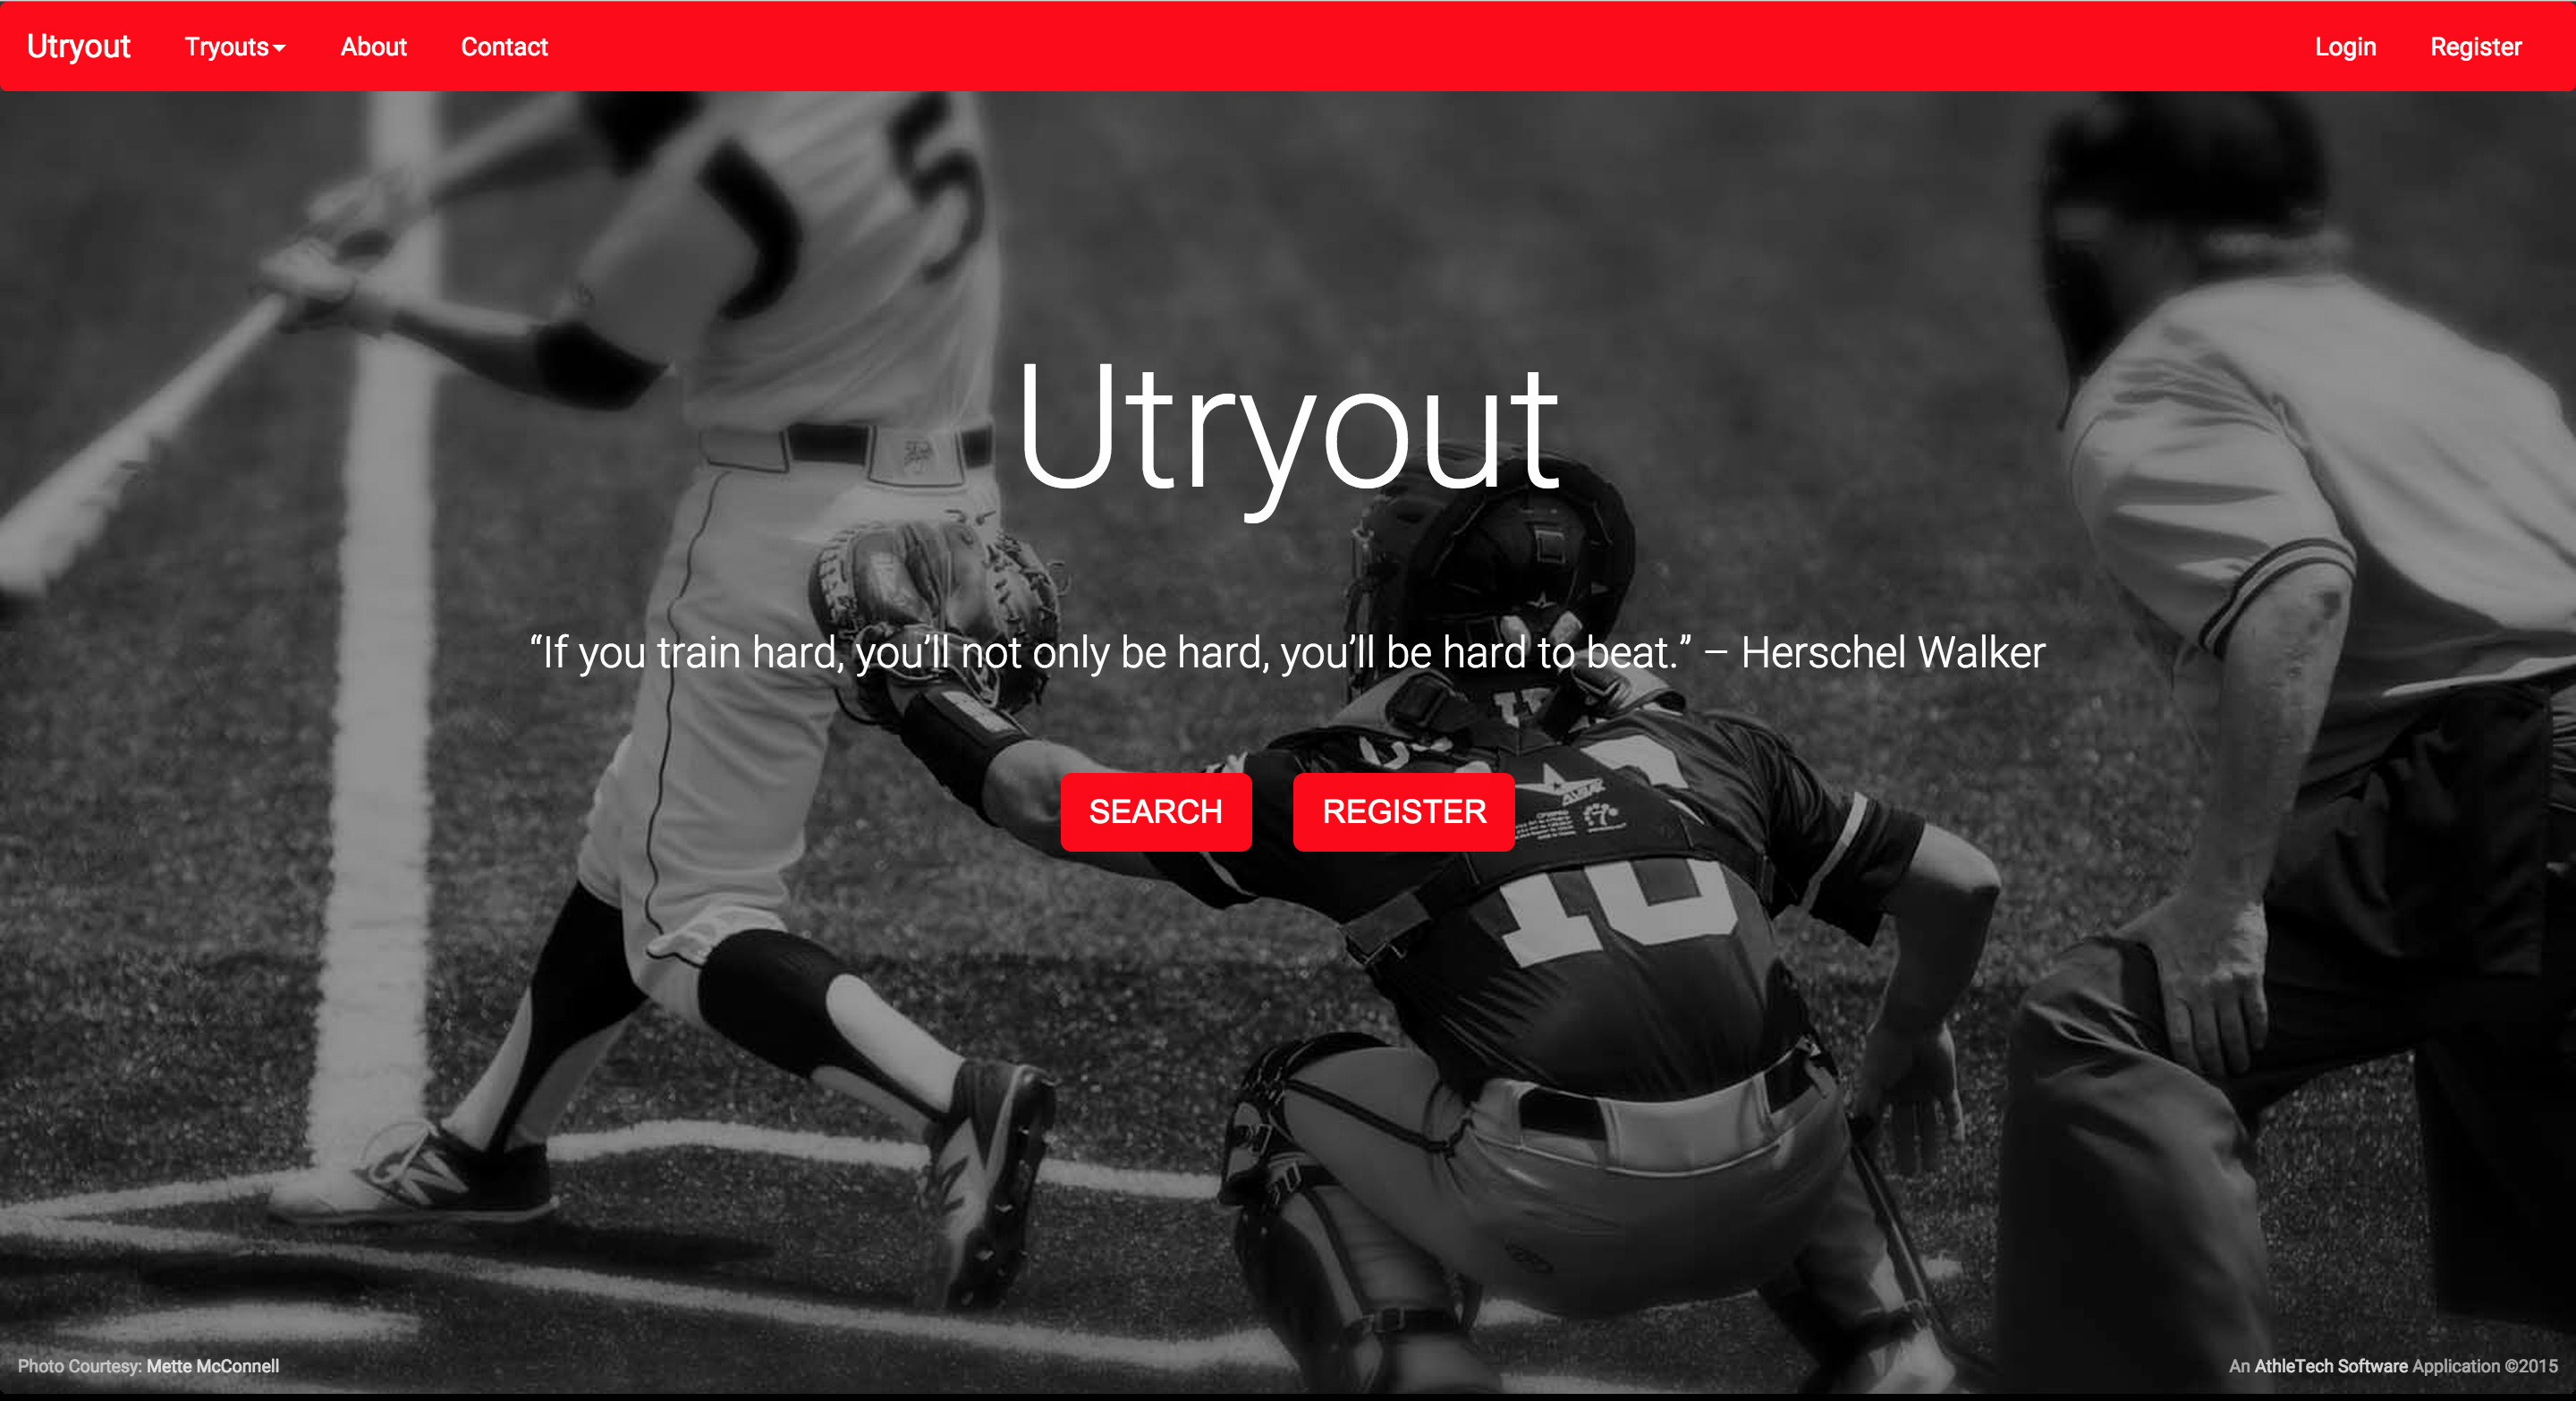 Utryout Tryouts About Contact Login Register
Utryout
“If you train hard, you’ll not only be hard, you’ll be hard to beat.” – Herschel Walker
SEARCH REGISTER
10
Photo Courtesy: Mette McConnell
An AthleTech Software Application ©2015